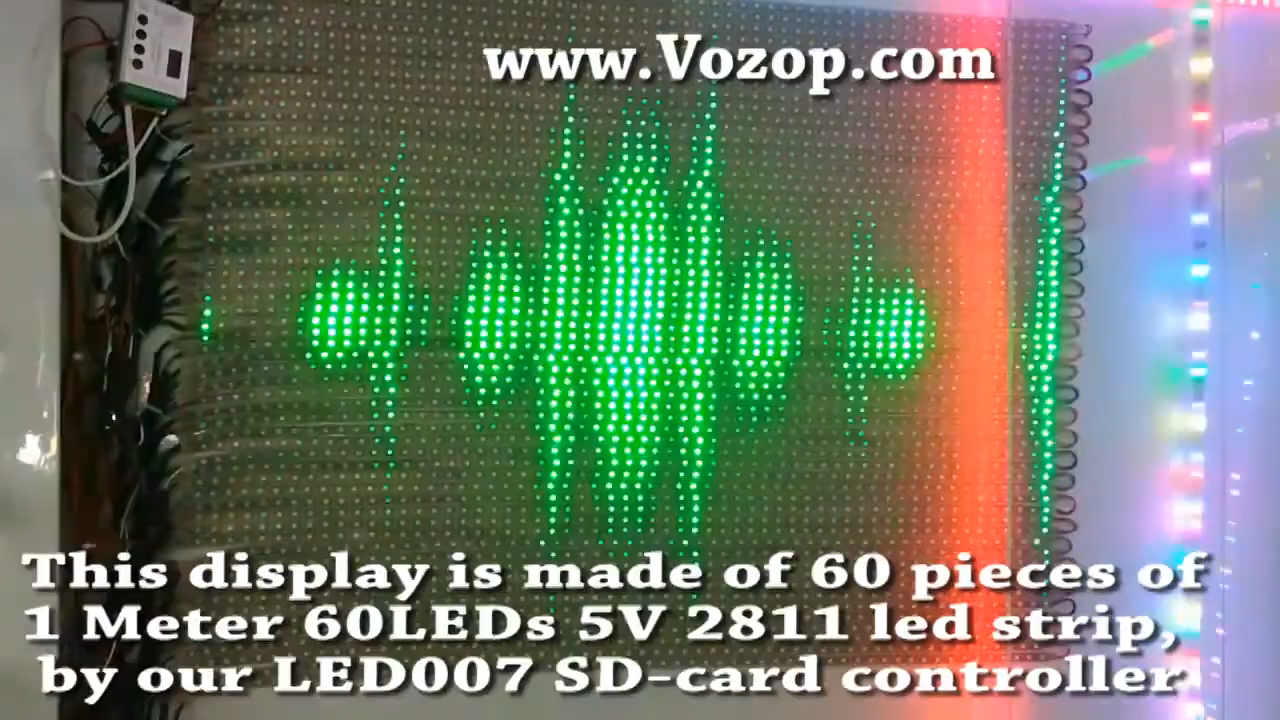 www.Vozop.com
This display is made of 60 pieces of
1 Meter 60LEDs 5V 2811 led strip,
by our LED007 SD-card controller